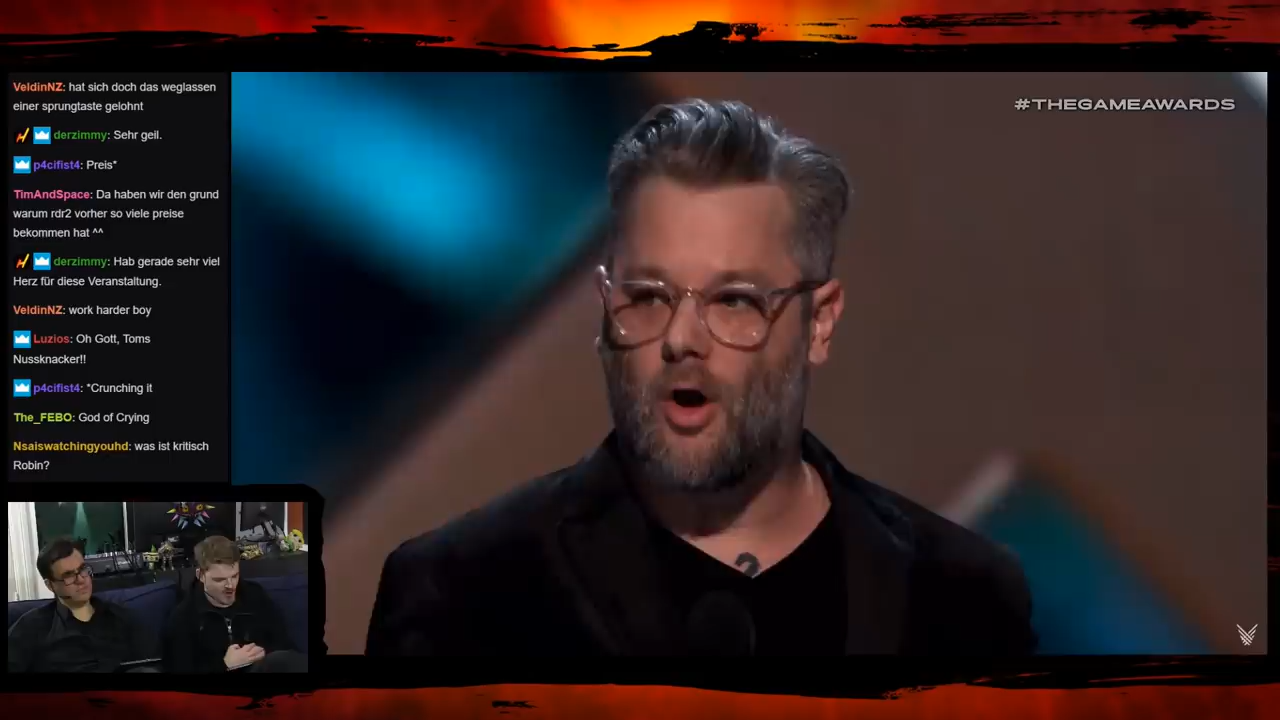 VeldinNZ: hat sich doch das weglassen
einer sprungtaste gelohnt
derzimmy: Sehr geil.
p4cifist4: Preis*
TimAndSpace: Da haben wir den grund
warum rdr2 vorher so viele preise
bekommen hat ^^
derzimmy: Hab gerade sehr viel
Herz für diese Veranstaltung.
VeldinNZ: work harder boy
Luzios: Oh Gott, Toms
Nussknacker!!
p4cifist4: *Crunching it
The_FEBO: God of Crying
Nsaiswatchingyouhd: was ist kritisch
Robin?
#THEGAMEAWARDS